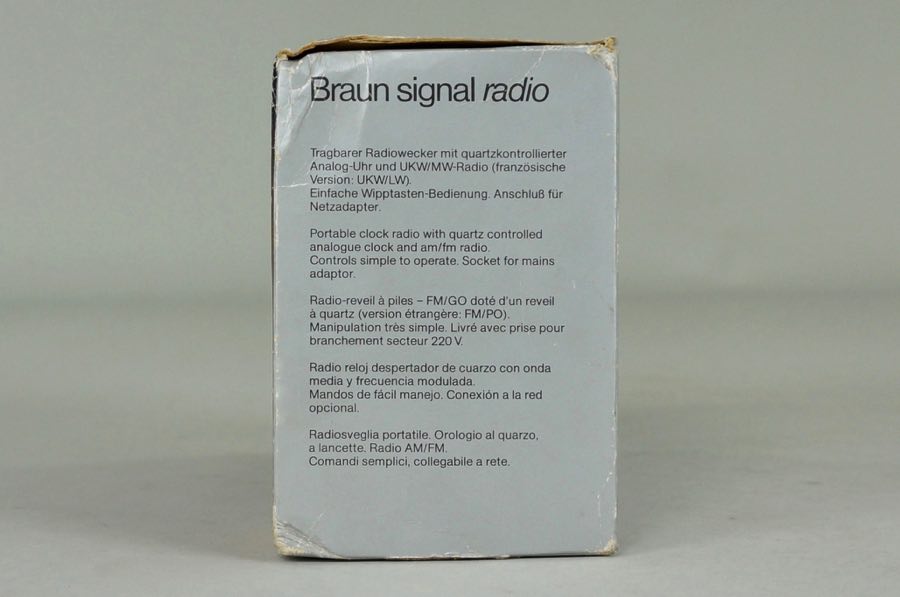 Braun signal radio
Tragbarer Radiowecker mit quartzkontrollierter
Analog-Uhr und UKW/MW-Radio (französische
Version: UKW/LW).
Einfache Wipptasten-Bedienung. Anschluß für
Netzadapter.
Portable clock radio with quartz controlled
analogue clock and am/fm radio.
Controls simple to operate. Socket for mains
adaptor.
Radio-reveil à piles – FM/GO doté d'un reveil
à quartz (version étrangère: FM/PO).
Manipulation très simple. Livré avec prise pour
branchement secteur 220 V.
Radio reloj despertador de cuarzo con onda
media y frecuencia modulada.
Mandos de fácil manejo. Conexión a la red
opcional.
Radiosveglia portatile. Orologio al quarzo,
a lancette. Radio AM/FM.
Comandi semplici, collegabile a rete.